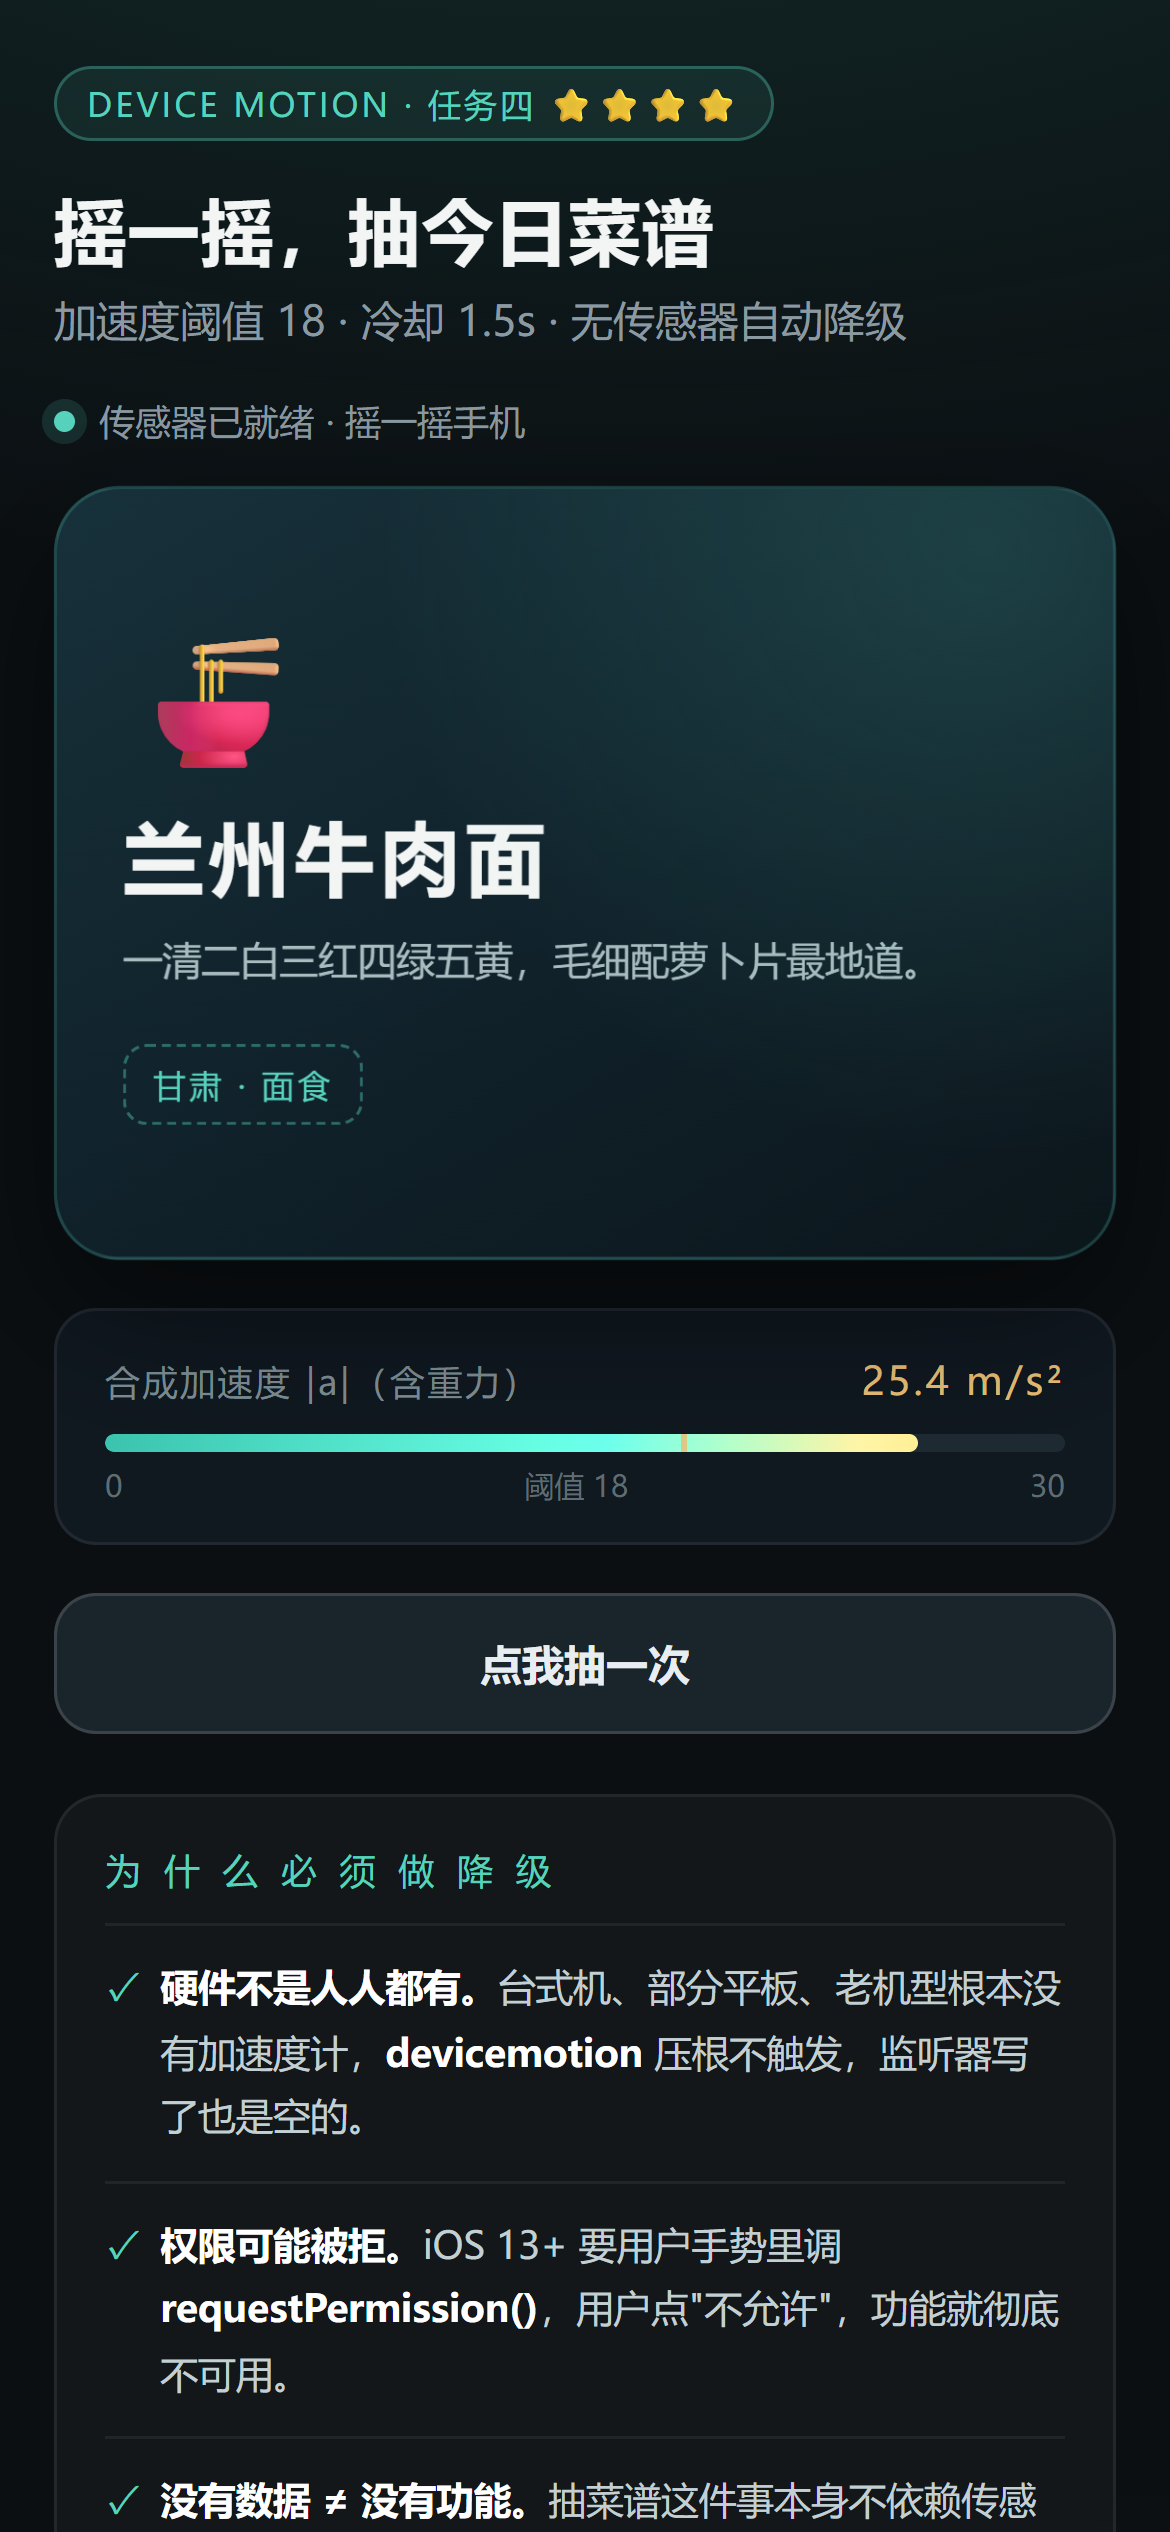 DEVICE MOTION · 任务四 ⭐⭐⭐⭐
摇一摇，抽今日菜谱
加速度阈值 18 · 冷却 1.5s · 无传感器自动降级
传感器已就绪 · 摇一摇手机
兰州牛肉面
一清二白三红四绿五黄，毛细配萝卜片最地道。
甘肃 · 面食
合成加速度 |a|（含重力） 25.4 m/s²
0 阈值 18 30
点我抽一次
为什么必须做降级
✓ 硬件不是人人都有。台式机、部分平板、老机型根本没
有加速度计，devicemotion 压根不触发，监听器写
了也是空的。
✓ 权限可能被拒。iOS 13+ 要用户手势里调
requestPermission()，用户点"不允许"，功能就彻底
不可用。
✓ 没有数据 ≠ 没有功能。抽菜谱这件事本身不依赖传感